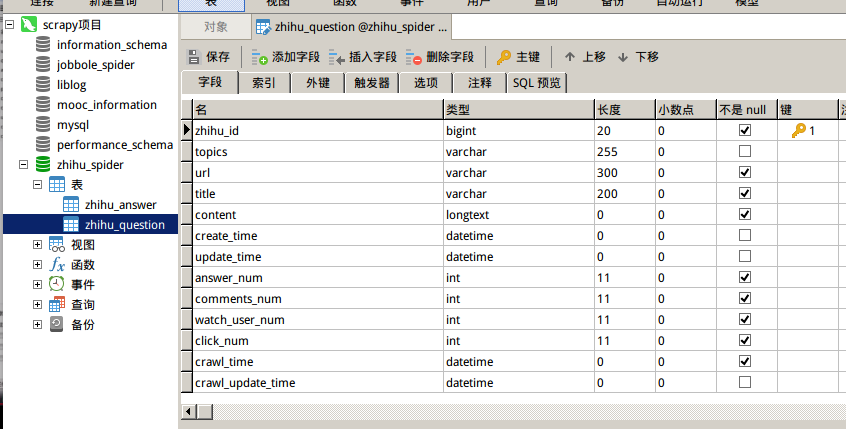 连接 新建查询 表 视图 函数 事件 用户 查询 备份 自动运行 模型
scrapy项目
information_schema
jobbole_spider
liblog
mooc_information
mysql
performance_schema
zhihu_spider
表
zhihu_answer
zhihu_question
视图
函数
事件
查询
备份
对象 zhihu_question @zhihu_spider ...
保存 添加字段 插入字段 删除字段 主键 上移 下移
字段 索引 外键 触发器 选项 注释 SQL 预览
名 类型 长度 小数点 不是 null 键
zhihu_id bigint 20 0 1
topics varchar 255 0
url varchar 300 0
title varchar 200 0
content longtext 0 0
create_time datetime 0 0
update_time datetime 0 0
answer_num int 11 0
comments_num int 11 0
watch_user_num int 11 0
click_num int 11 0
crawl_time datetime 0 0
crawl_update_time datetime 0 0